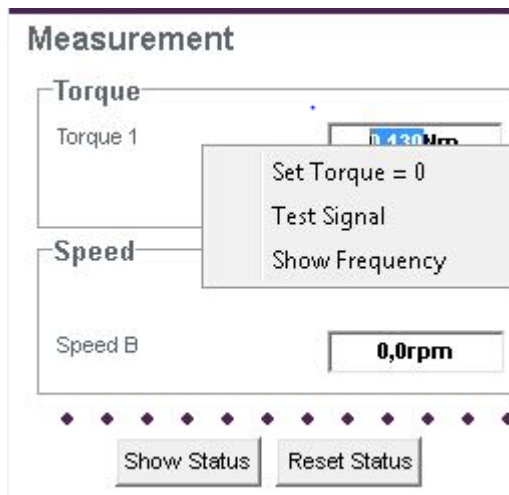 Measurement
Torque
Torque 1
Set Torque = 0
Test Signal
Show Frequency
Speed
Speed B
0,0rpm
Show Status
Reset Status